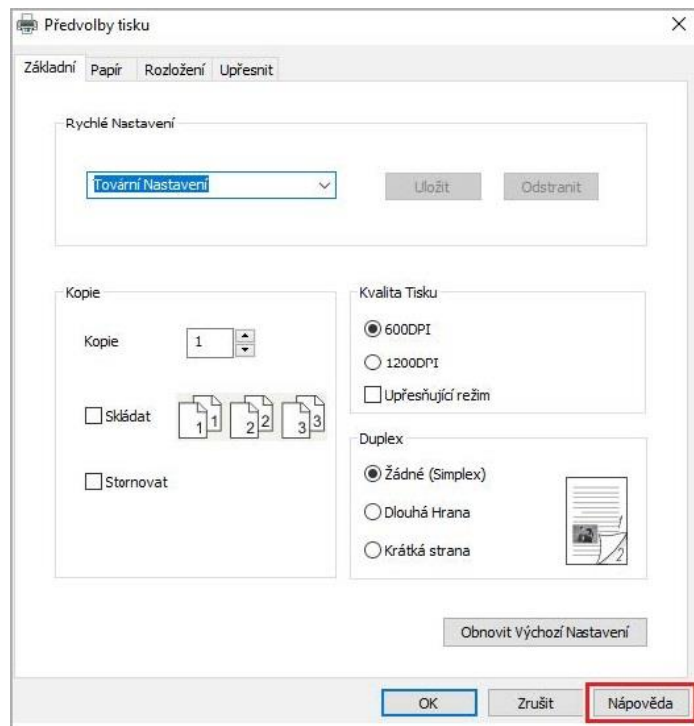 Předvolby tisku
Základní Papír Rozložení Upřesnit
Rychlé Nastavení
Tovární Nastavení
Uložit Odstranit
Kopie
Kopie 1
Skládat 1 1 2 2 3 3
Stornovat
Kvalita Tisku
600DPI
1200DPI
Upřesňující režim
Duplex
Žádné (Simplex)
Dlouhá Hrana
Krátká strana
1
2
Obnovit Výchozí Nastavení
OK Zrušit Nápověda